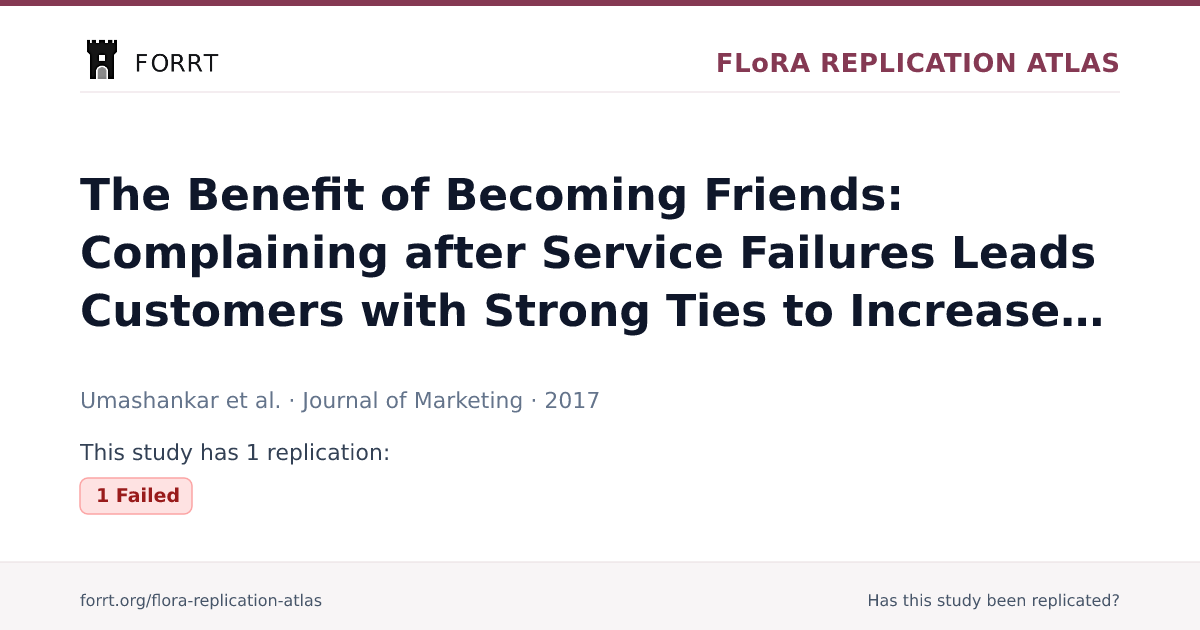 FORRT
FLoRA REPLICATION ATLAS
The Benefit of Becoming Friends:
Complaining after Service Failures Leads
Customers with Strong Ties to Increase…
Umashankar et al. · Journal of Marketing · 2017
This study has 1 replication:
1 Failed
forrt.org/flora-replication-atlas
Has this study been replicated?